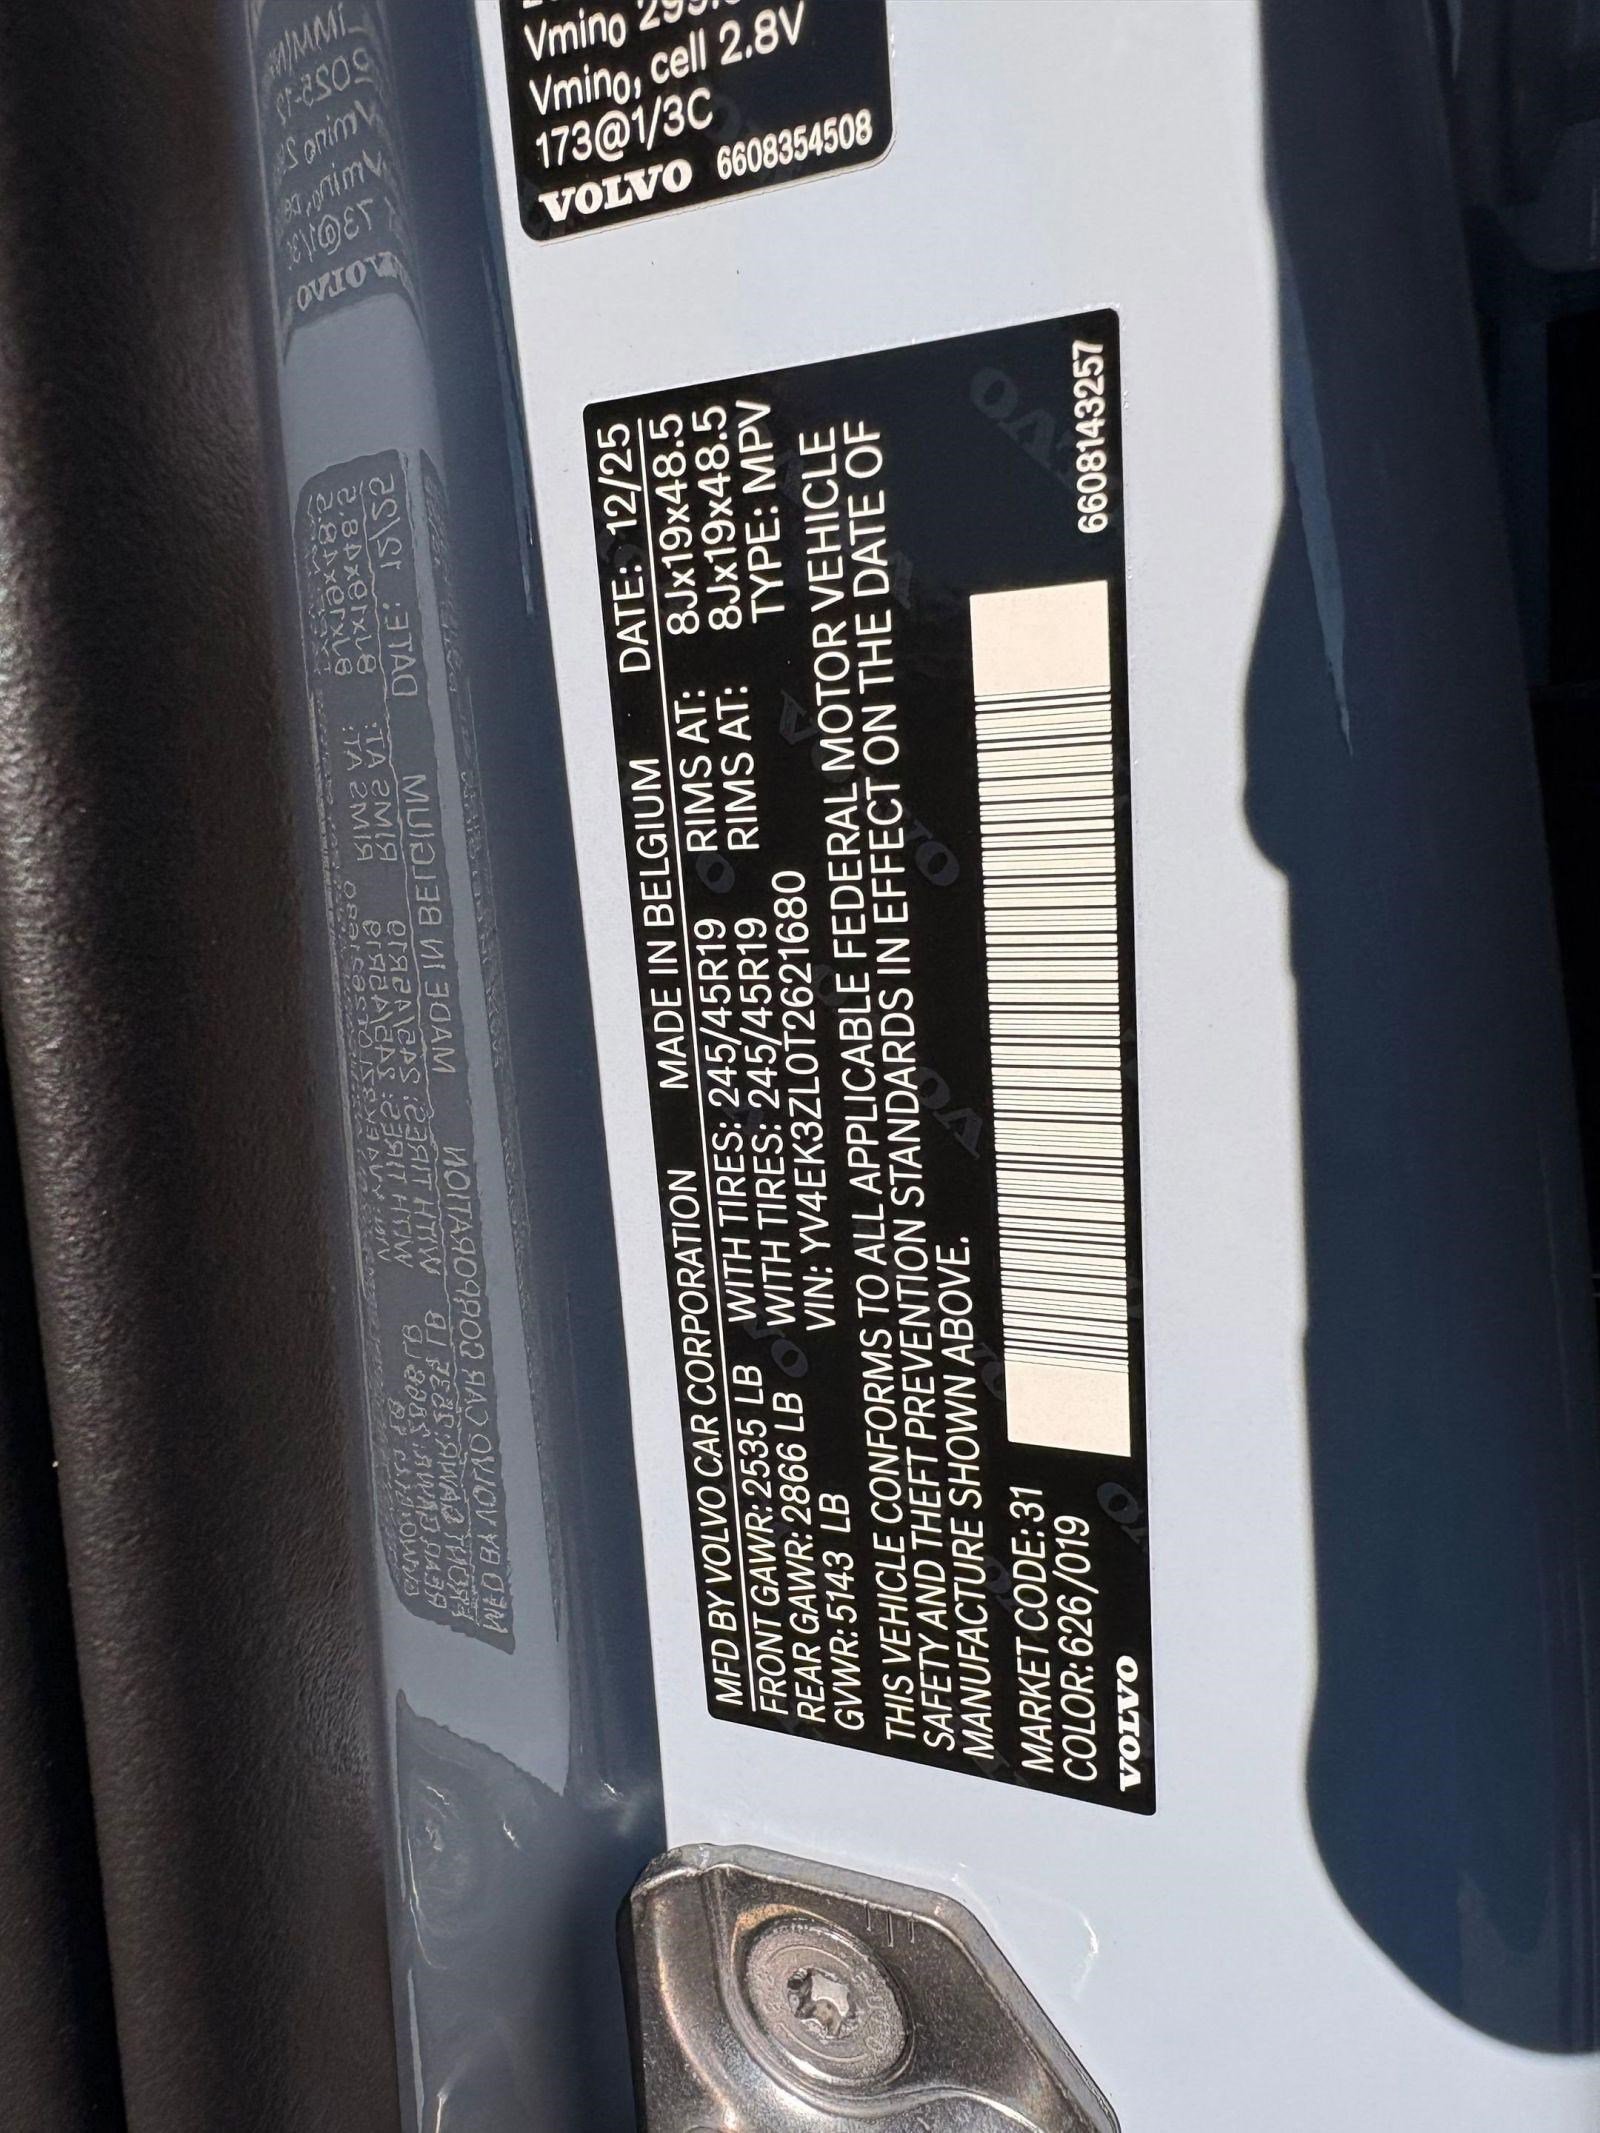 Vmino
Vmino, cell 2.8V
173@1/3C
VOLVO 6608354508
MFD BY VOLVO CAR CORPORATION MADE IN BELGIUM DATE: 12/25
FRONT GAWR: 2535 LB WITH TIRES: 245/45R19 RIMS AT: 8Jx19x48.5
REAR GAWR: 2866 LB WITH TIRES: 245/45R19 RIMS AT: 8Jx19x48.5
GVWR: 5143 LB VIN: YV4EK3ZL0T2621680 TYPE: MPV
THIS VEHICLE CONFORMS TO ALL APPLICABLE FEDERAL MOTOR VEHICLE
SAFETY AND THEFT PREVENTION STANDARDS IN EFFECT ON THE DATE OF
MANUFACTURE SHOWN ABOVE.
MARKET CODE: 31
COLOR: 626/019
VOLVO 6608143257